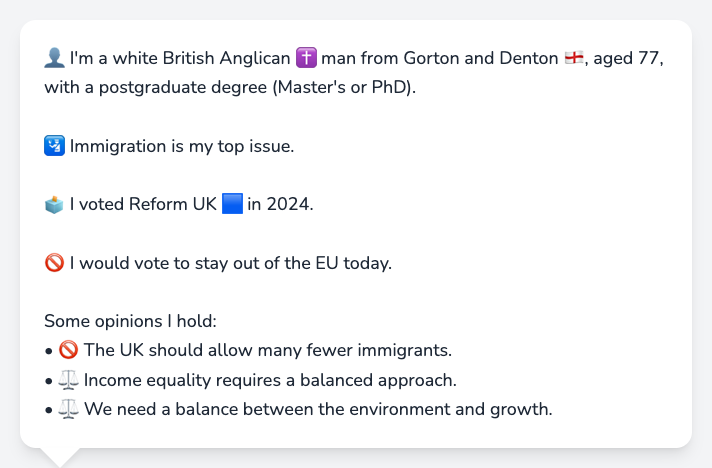 👤 I'm a white British Anglican ✝️ man from Gorton and Denton 🏴󠁧󠁢󠁥󠁮󠁧󠁿, aged 77,
with a postgraduate degree (Master's or PhD).
🛂 Immigration is my top issue.
🗳️ I voted Reform UK 🟦 in 2024.
🚫 I would vote to stay out of the EU today.
Some opinions I hold:
• 🚫 The UK should allow many fewer immigrants.
• ⚖️ Income equality requires a balanced approach.
• ⚖️ We need a balance between the environment and growth.